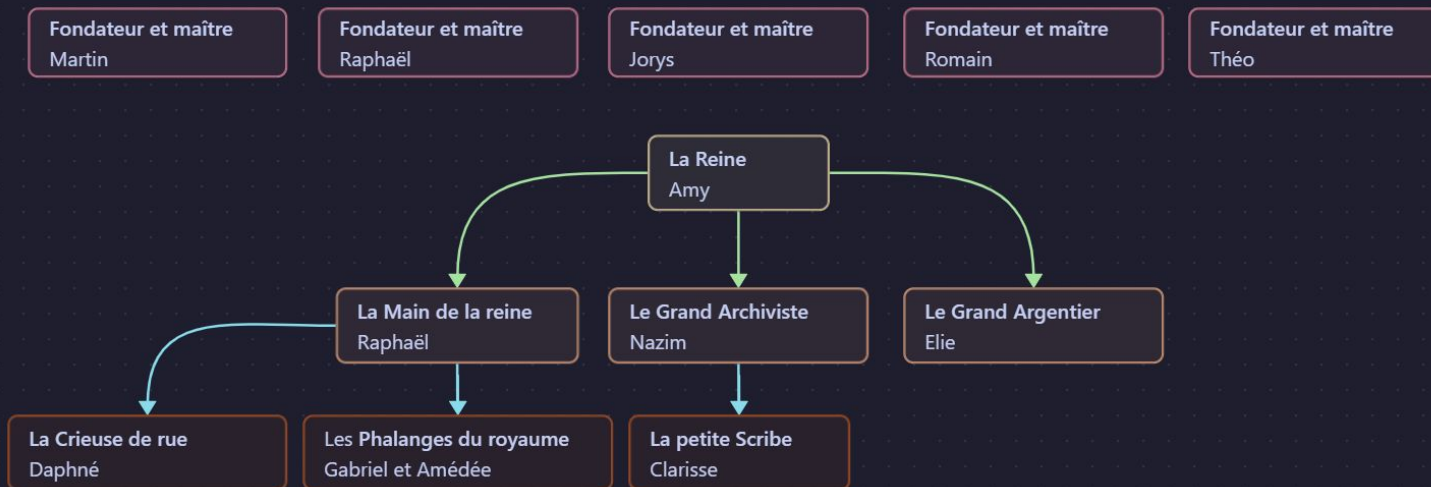 Fondateur et maître
Martin
Fondateur et maître
Raphaël
Fondateur et maître
Jorys
Fondateur et maître
Romain
Fondateur et maître
Théo
La Reine
Amy
La Main de la reine
Raphaël
Le Grand Archiviste
Nazim
Le Grand Argentier
Elie
La Crieuse de rue
Daphné
Les Phalanges du royaume
Gabriel et Amédée
La petite Scribe
Clarisse